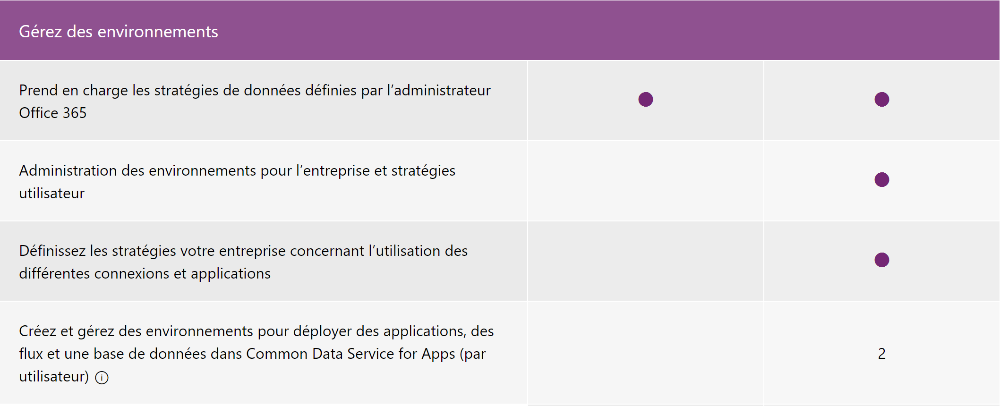 Gérez des environnements
Prend en charge les stratégies de données définies par l’administrateur
Office 365
Administration des environnements pour l’entreprise et stratégies
utilisateur
Définissez les stratégies votre entreprise concernant l’utilisation des
différentes connexions et applications
Créez et gérez des environnements pour déployer des applications, des
flux et une base de données dans Common Data Service for Apps (par
utilisateur)
2